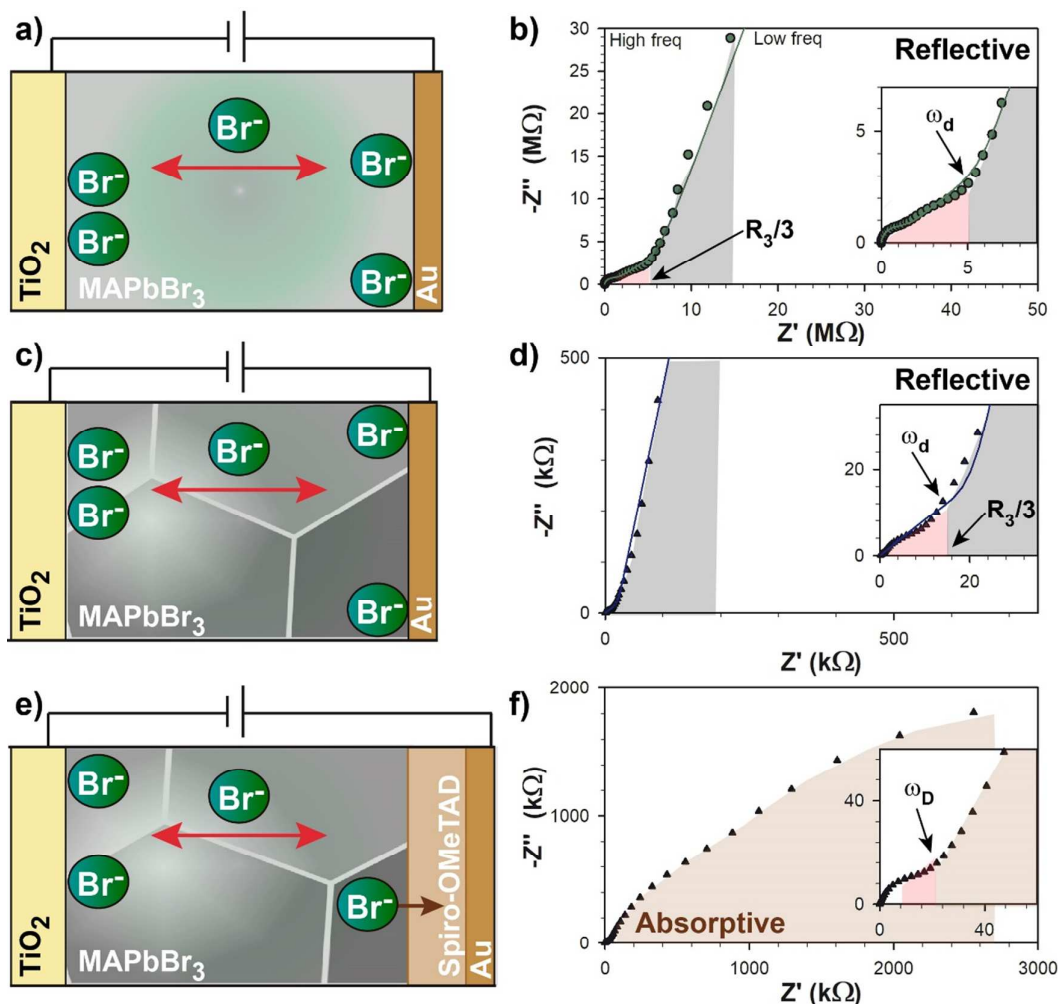 a)
TiO2
MAPbBr3
Br-
Br-
Br-
Br-
Br-
Au
b)
High freq
Low freq
Reflective
-Z'' (MΩ)
30
25
20
15
10
5
0
0 10 20 30 40 50
Z' (MΩ)
R3/3
ωd
5
0
0 5
c)
TiO2
MAPbBr3
Br-
Br-
Br-
Br-
Br-
Au
d)
Reflective
-Z'' (kΩ)
500
0
0 500
Z' (kΩ)
ωd
R3/3
20
0
0 20
e)
TiO2
MAPbBr3
Br-
Br-
Br-
Br-
Spiro-OMeTAD
Au
f)
-Z'' (kΩ)
2000
1000
0
0 1000 2000 3000
Z' (kΩ)
Absorptive
ωD
40
0
0 40